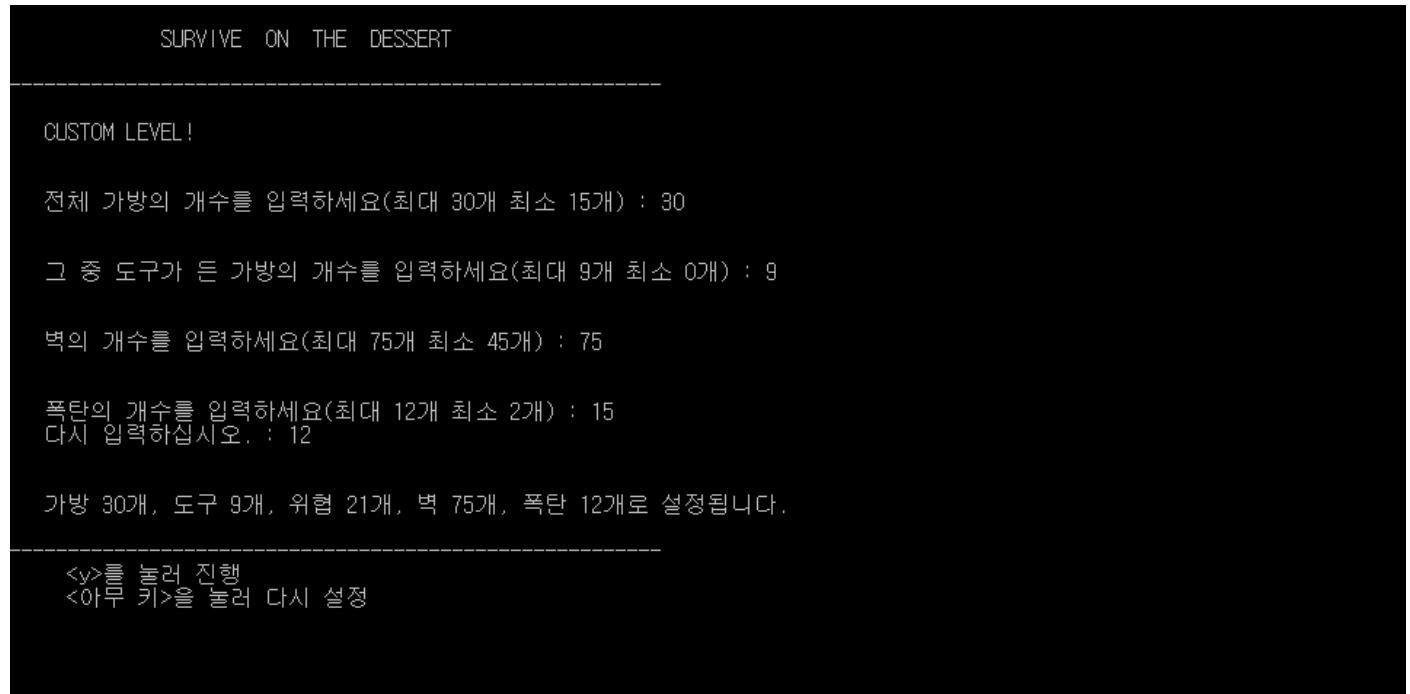 SURVIVE ON THE DESSERT
CUSTOM LEVEL!
전체 가방의 개수를 입력하세요(최대 30개 최소 15개) : 30
그 중 도구가 든 가방의 개수를 입력하세요(최대 9개 최소 0개) : 9
벽의 개수를 입력하세요(최대 75개 최소 45개) : 75
폭탄의 개수를 입력하세요(최대 12개 최소 2개) : 15
다시 입력하십시오. : 12
가방 30개, 도구 9개, 위협 21개, 벽 75개, 폭탄 12개로 설정됩니다.
<y>를 눌러 진행
<아무 키>을 눌러 다시 설정